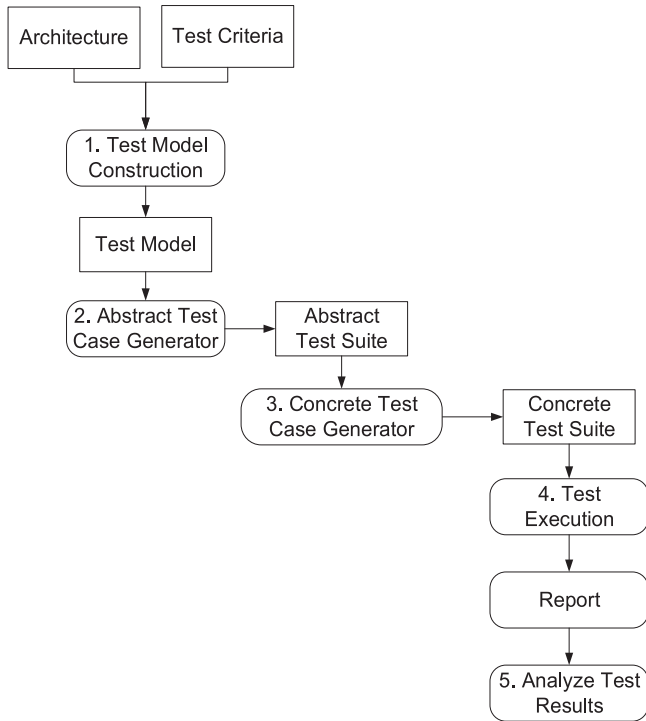 Architecture
Test Criteria
1. Test Model
Construction
Test Model
2. Abstract Test
Case Generator
Abstract
Test Suite
3. Concrete Test
Case Generator
Concrete
Test Suite
4. Test
Execution
Report
5. Analyze Test
Results